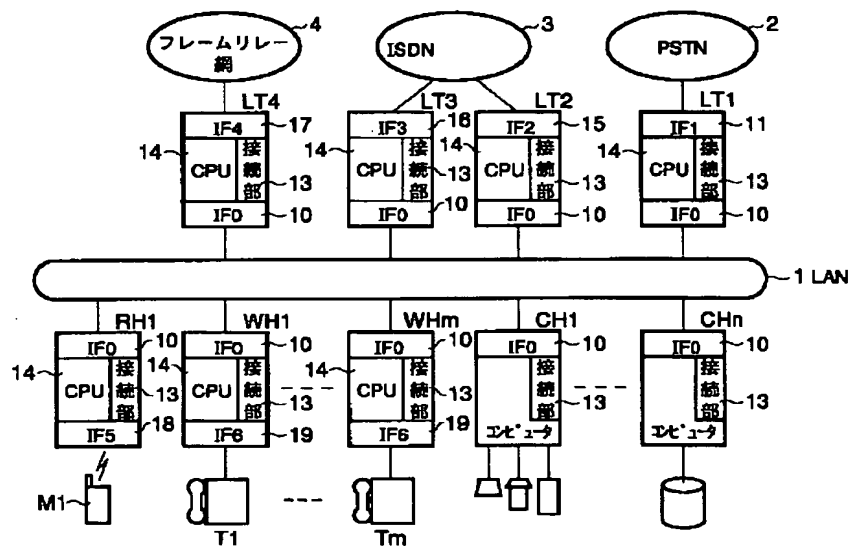 フレームリレー網
4
ISDN
3
PSTN
2
LT4
LT3
LT2
LT1
IF4
17
14
CPU
接続部
13
IF0
10
IF3
16
14
CPU
接続部
13
IF0
10
IF2
15
14
CPU
接続部
13
IF0
10
IF1
11
14
CPU
接続部
13
IF0
10
1 LAN
RH1
WH1
WHm
CH1
CHn
IF0
10
14
CPU
接続部
13
IF5
18
IF0
10
14
CPU
接続部
13
IF6
19
IF0
10
14
CPU
接続部
13
IF6
19
IF0
10
接続部
13
コンピュータ
IF0
10
接続部
13
コンピュータ
M1
T1
Tm